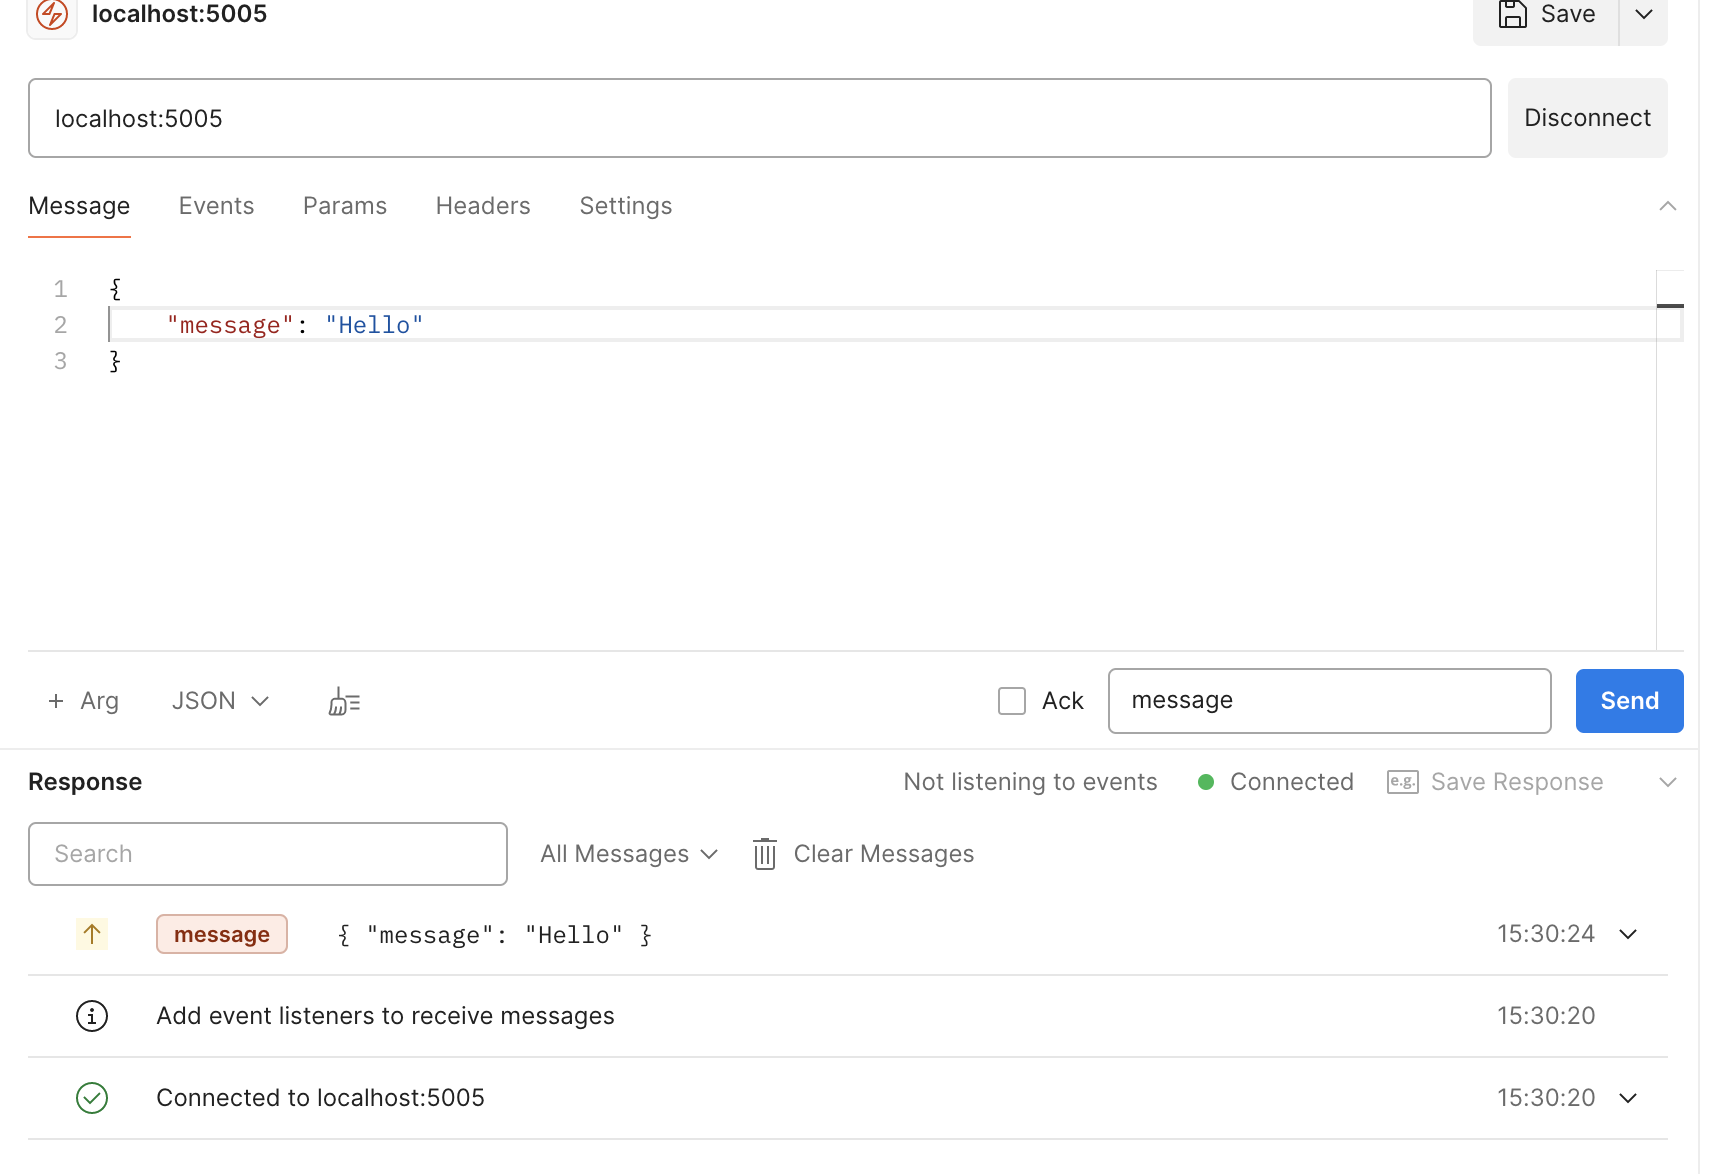 localhost:5005
Save
localhost:5005
Disconnect
Message Events Params Headers Settings
1 {
2 "message": "Hello"
3 }
+ Arg JSON Ack message Send
Response Not listening to events Connected e.g. Save Response
Search All Messages Clear Messages
message { "message": "Hello" } 15:30:24
Add event listeners to receive messages 15:30:20
Connected to localhost:5005 15:30:20